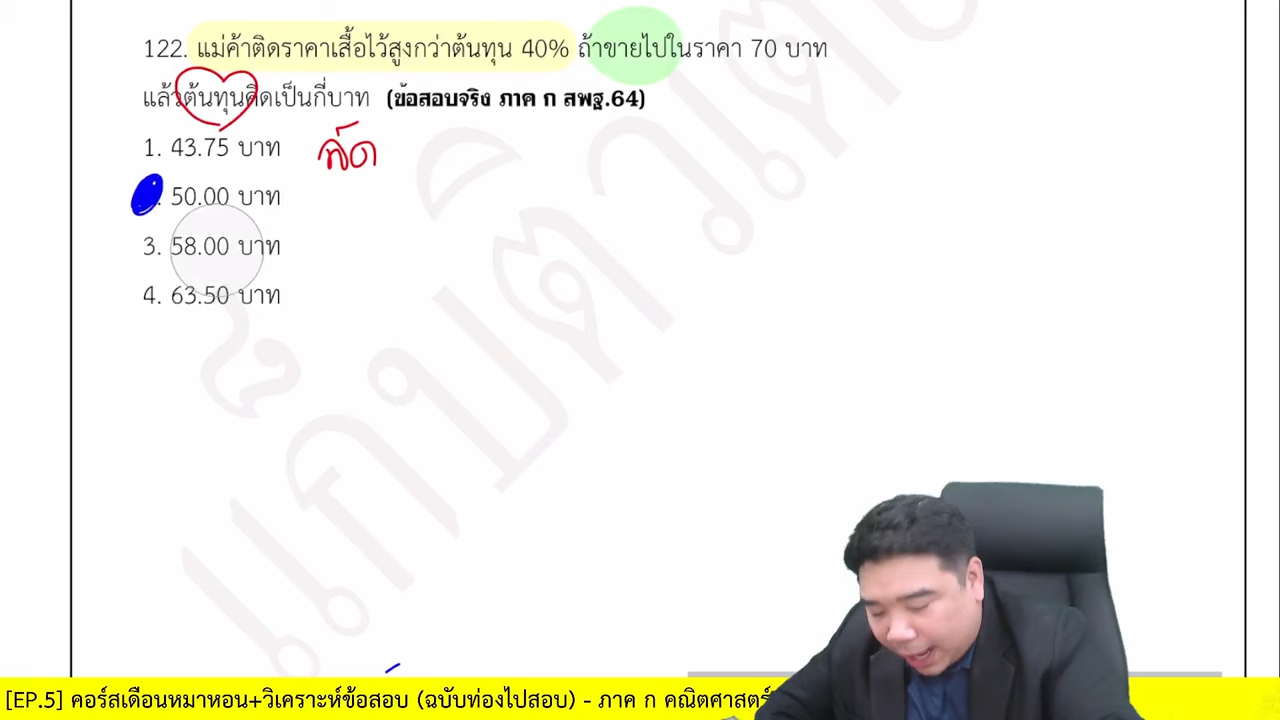 122. แม่ค้าติดราคาเสื้อไว้สูงกว่าต้นทุน 40% ถ้าขายไปในราคา 70 บาท
แล้วต้นทุนคิดเป็นกี่บาท (ข้อสอบจริง ภาค ก สพฐ.64)
1. 43.75 บาท
50.00 บาท
3. 58.00 บาท
4. 63.50 บาท
เก็บติวเต
[EP.5] คอร์สเดือนหมาหอน+วิเคราะห์ข้อสอบ (ฉบับท่องไปสอบ) - ภาค ก คณิตศาสตร์